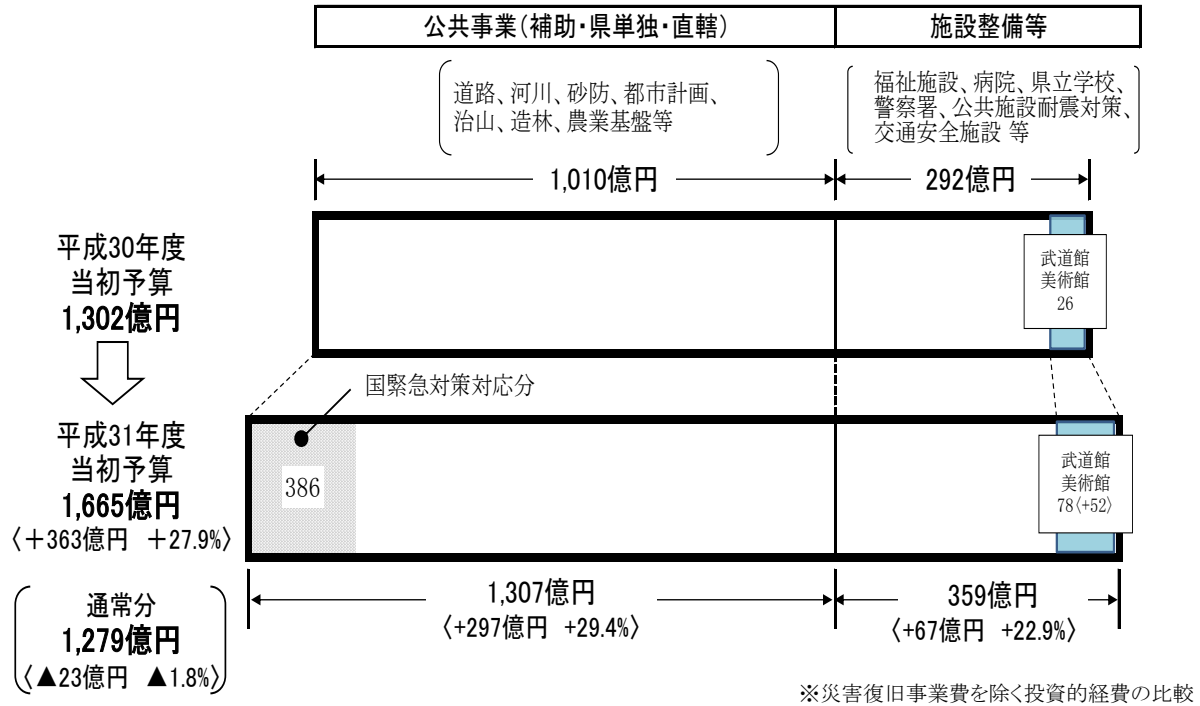 公共事業(補助・県単独・直轄)
施設整備等
道路、河川、砂防、都市計画、
治山、造林、農業基盤等
福祉施設、病院、県立学校、
警察署、公共施設耐震対策、
交通安全施設 等
1,010億円
292億円
平成30年度
当初予算
1,302億円
武道館
美術館
26
国緊急対策対応分
平成31年度
当初予算
1,665億円
〈+363億円 +27.9%〉
386
武道館
美術館
78〈+52〉
通常分
1,279億円
〈▲23億円 ▲1.8%〉
1,307億円
〈+297億円 +29.4%〉
359億円
〈+67億円 +22.9%〉
※災害復旧事業費を除く投資的経費の比較